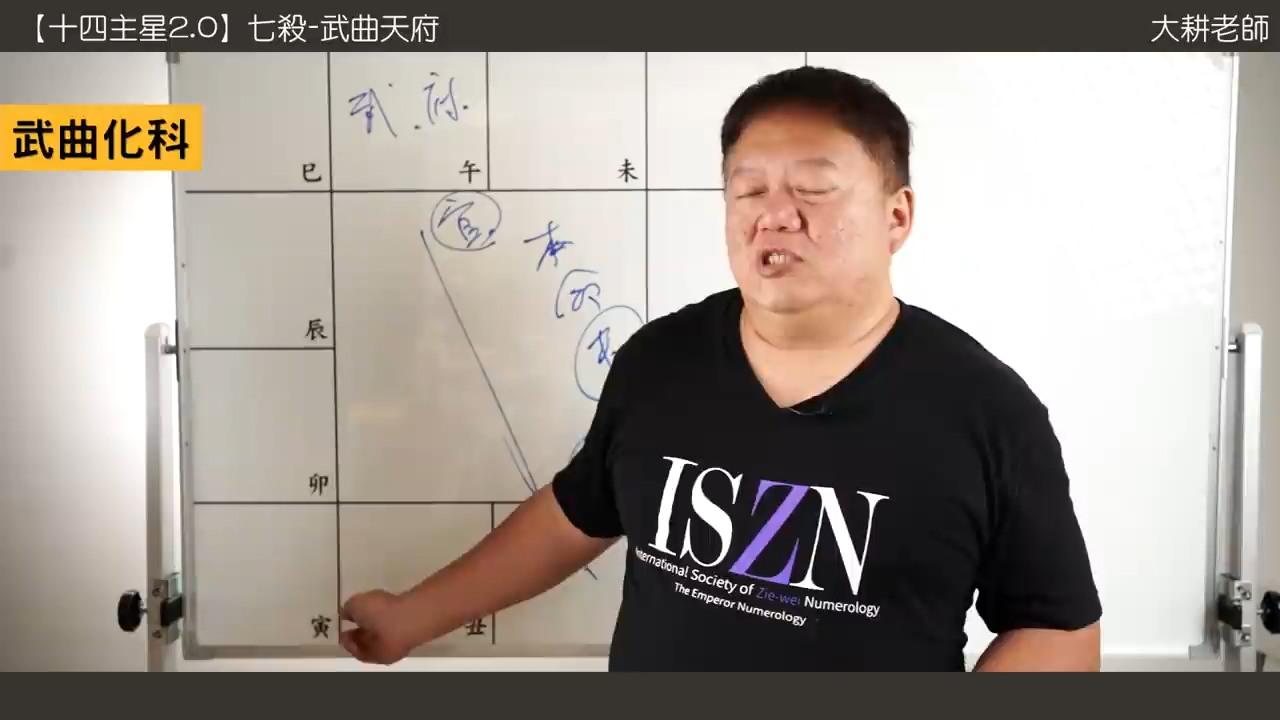 【十四主星2.0】七殺-武曲天府
大耕老師
武曲化科
武.府.
巳
午
未
官
本
辰
卯
寅
丑
ISZN
International Society of Zie-wei Numerology
The Emperor Numerology